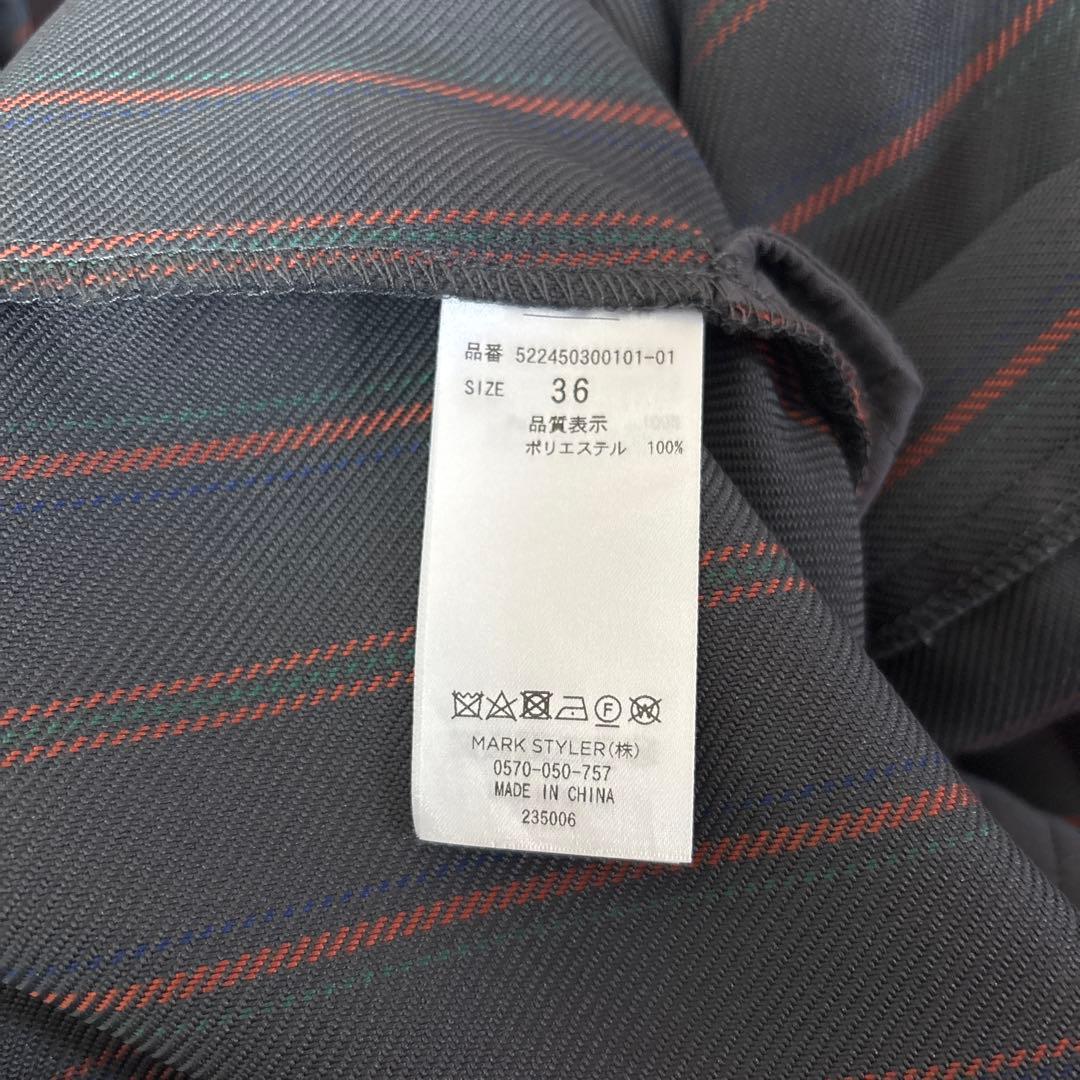 品番 522450300101-01
SIZE 36
品質表示
ポリエステル 100%
F W
MARK STYLER(株)
0570-050-757
MADE IN CHINA
235006